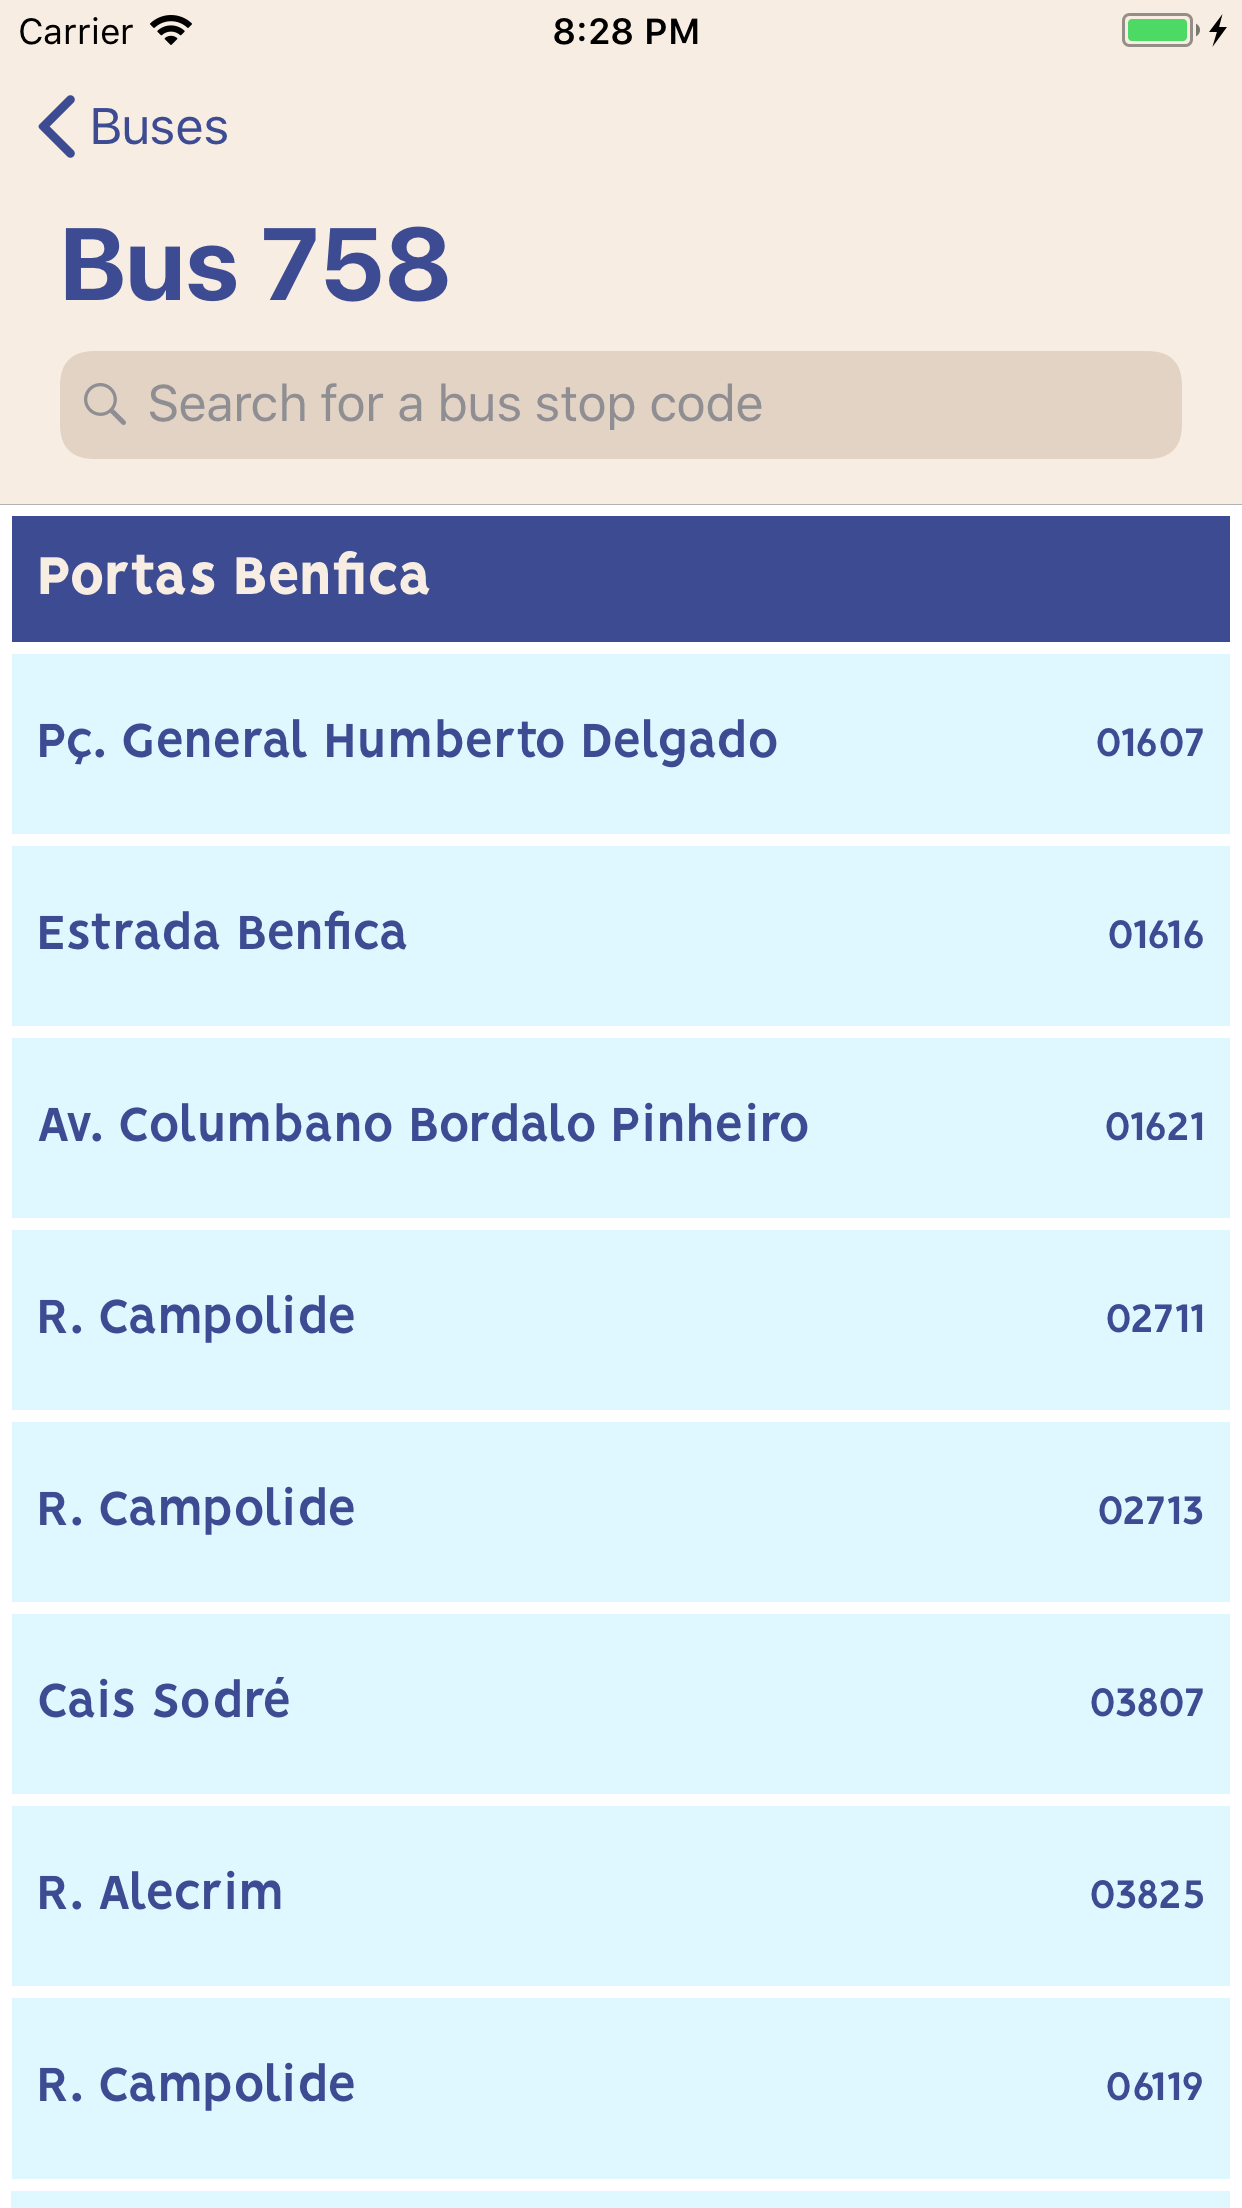 Carrier 8:28 PM
Buses
Bus 758
Search for a bus stop code
Portas Benfica
Pç. General Humberto Delgado 01607
Estrada Benfica 01616
Av. Columbano Bordalo Pinheiro 01621
R. Campolide 02711
R. Campolide 02713
Cais Sodré 03807
R. Alecrim 03825
R. Campolide 06119